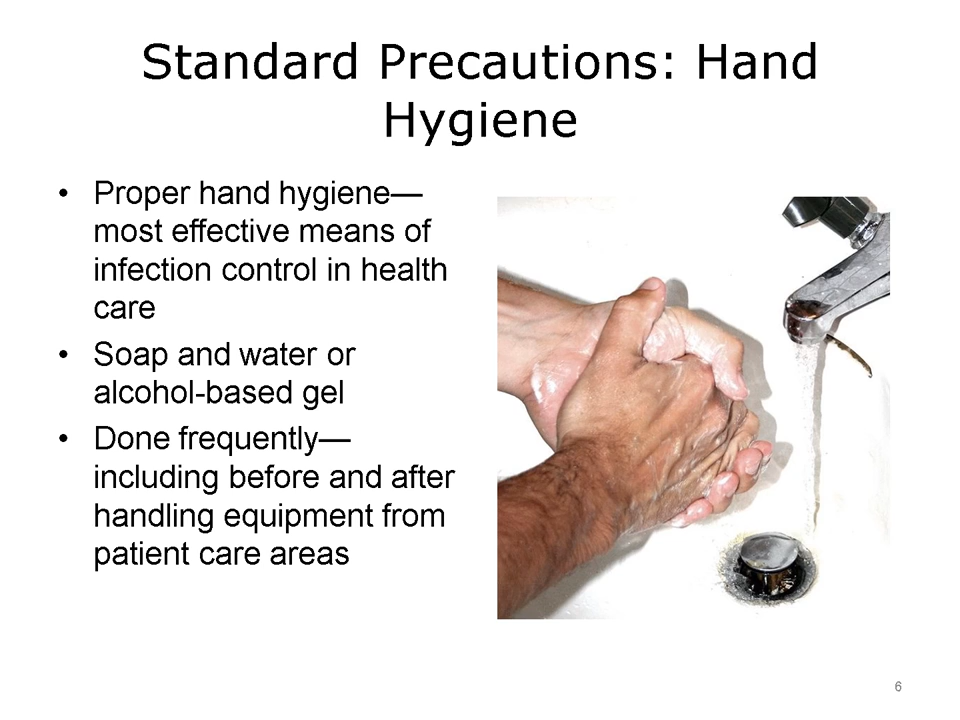 Standard Precautions: Hand
Hygiene
• Proper hand hygiene—
most effective means of
infection control in health
care
• Soap and water or
alcohol-based gel
• Done frequently—
including before and after
handling equipment from
patient care areas
6